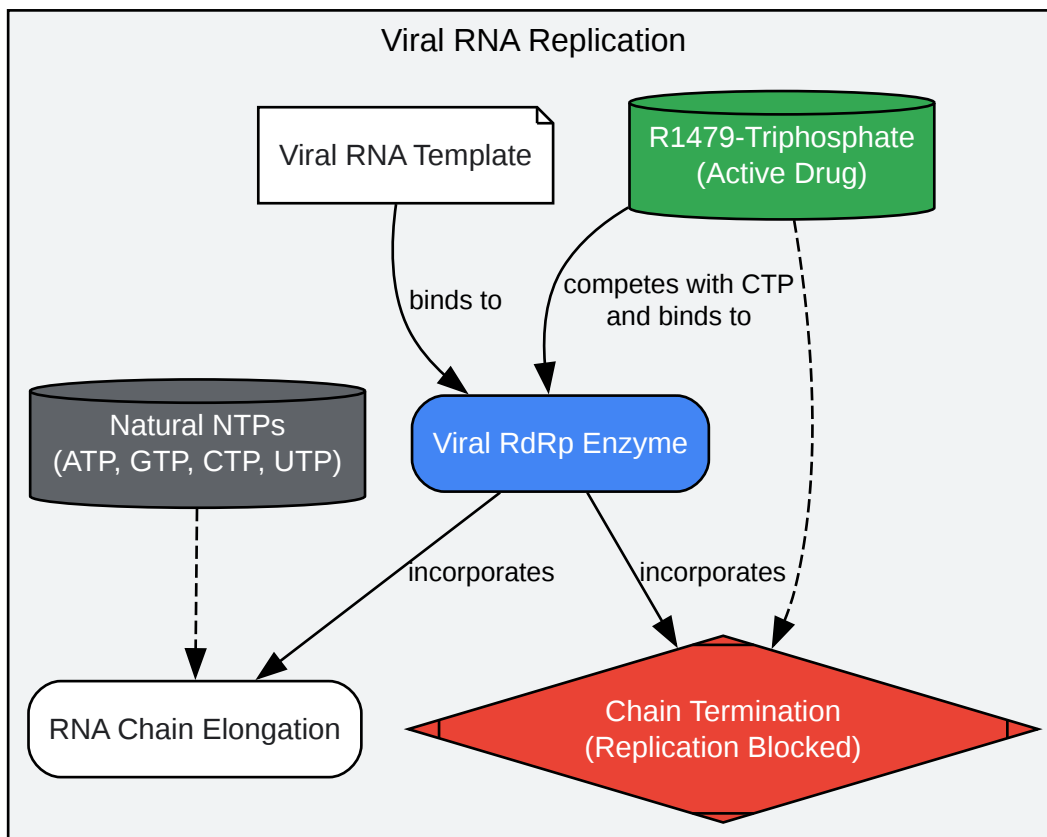 Viral RNA Replication
Viral RNA Template
R1479-Triphosphate
(Active Drug)
binds to
competes with CTP
and binds to
Natural NTPs
(ATP, GTP, CTP, UTP)
Viral RdRp Enzyme
incorporates
incorporates
RNA Chain Elongation
Chain Termination
(Replication Blocked)